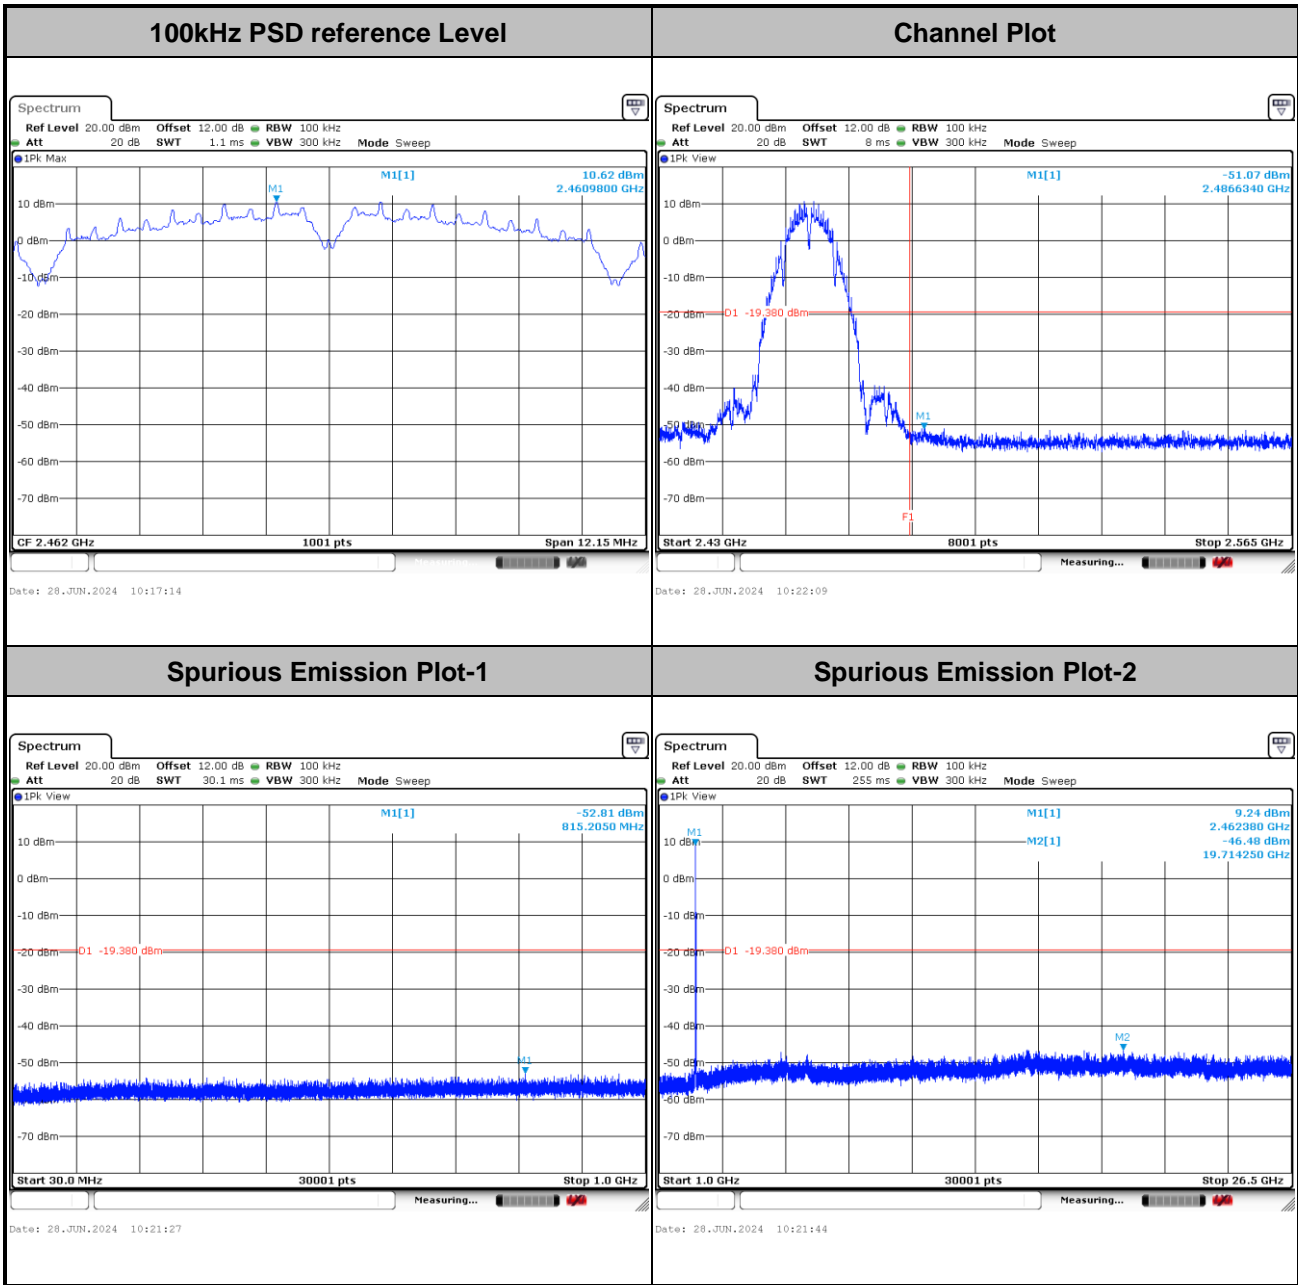 100kHz PSD reference Level
Channel Plot
Spectrum
Ref Level 20.00 dBm Offset 12.00 dB RBW 100 kHz
Att 20 dB SWT 1.1 ms VBW 300 kHz Mode Sweep
1Pk Max
M1[1] 10.62 dBm
2.4609800 GHz
M1
10 dBm
0 dBm
-10 dBm
-20 dBm
-30 dBm
-40 dBm
-50 dBm
-60 dBm
-70 dBm
CF 2.462 GHz 1001 pts Span 12.15 MHz
Measuring...
Date: 28.JUN.2024 10:17:14
Spectrum
Ref Level 20.00 dBm Offset 12.00 dB RBW 100 kHz
Att 20 dB SWT 8 ms VBW 300 kHz Mode Sweep
1Pk View
M1[1] -51.07 dBm
2.4866340 GHz
10 dBm
0 dBm
-10 dBm
-20 dBm
D1 -19.380 dBm
-30 dBm
-40 dBm
M1
-50 dBm
-60 dBm
-70 dBm
F1
Start 2.43 GHz 8001 pts Stop 2.565 GHz
Measuring...
Date: 28.JUN.2024 10:22:09
Spurious Emission Plot-1
Spurious Emission Plot-2
Spectrum
Ref Level 20.00 dBm Offset 12.00 dB RBW 100 kHz
Att 20 dB SWT 30.1 ms VBW 300 kHz Mode Sweep
1Pk View
M1[1] -52.81 dBm
815.2050 MHz
10 dBm
0 dBm
-10 dBm
-20 dBm
D1 -19.380 dBm
-30 dBm
-40 dBm
-50 dBm
M1
-60 dBm
-70 dBm
Start 30.0 MHz 30001 pts Stop 1.0 GHz
Measuring...
Date: 28.JUN.2024 10:21:27
Spectrum
Ref Level 20.00 dBm Offset 12.00 dB RBW 100 kHz
Att 20 dB SWT 255 ms VBW 300 kHz Mode Sweep
1Pk View
M1[1] 9.24 dBm
2.462380 GHz
M2[1] -46.48 dBm
19.714250 GHz
M1
10 dBm
0 dBm
-10 dBm
-20 dBm
D1 -19.380 dBm
-30 dBm
-40 dBm
M2
-50 dBm
-60 dBm
-70 dBm
Start 1.0 GHz 30001 pts Stop 26.5 GHz
Measuring...
Date: 28.JUN.2024 10:21:44